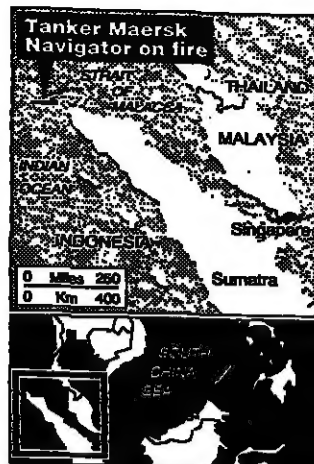 Tanker Maersk
Navigator on fire
STRAIT
OF
MALACCA
THAILAND
MALAYSIA
INDIAN
OCEAN
Singapore
INDONESIA
Sumatra
0 Miles 250
0 Km 400
SOUTH
CHINA
SEA